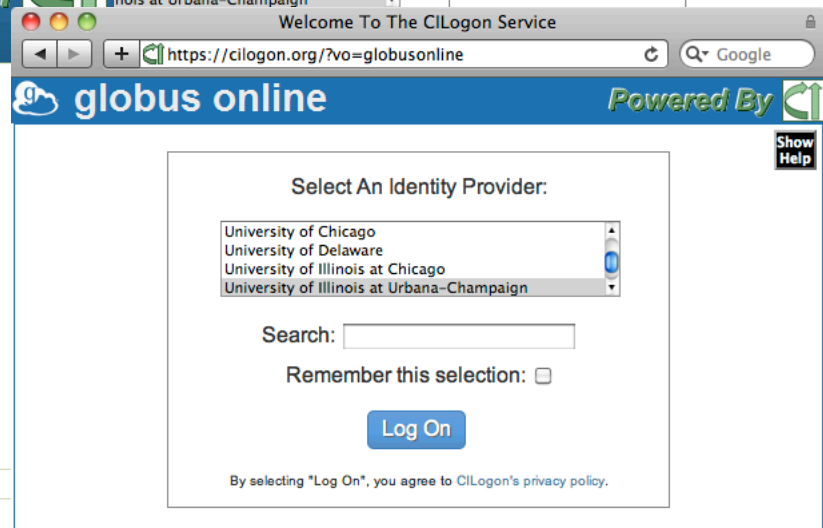 nois at Urbana-Champaign
Welcome To The CILogon Service
https://cilogon.org/?vo=globusonline
Google
g globus online
Powered By
Show
Help
Select An Identity Provider:
University of Chicago
University of Delaware
University of Illinois at Chicago
University of Illinois at Urbana-Champaign
Search:
Remember this selection:
Log On
By selecting "Log On", you agree to CILogon's privacy policy.